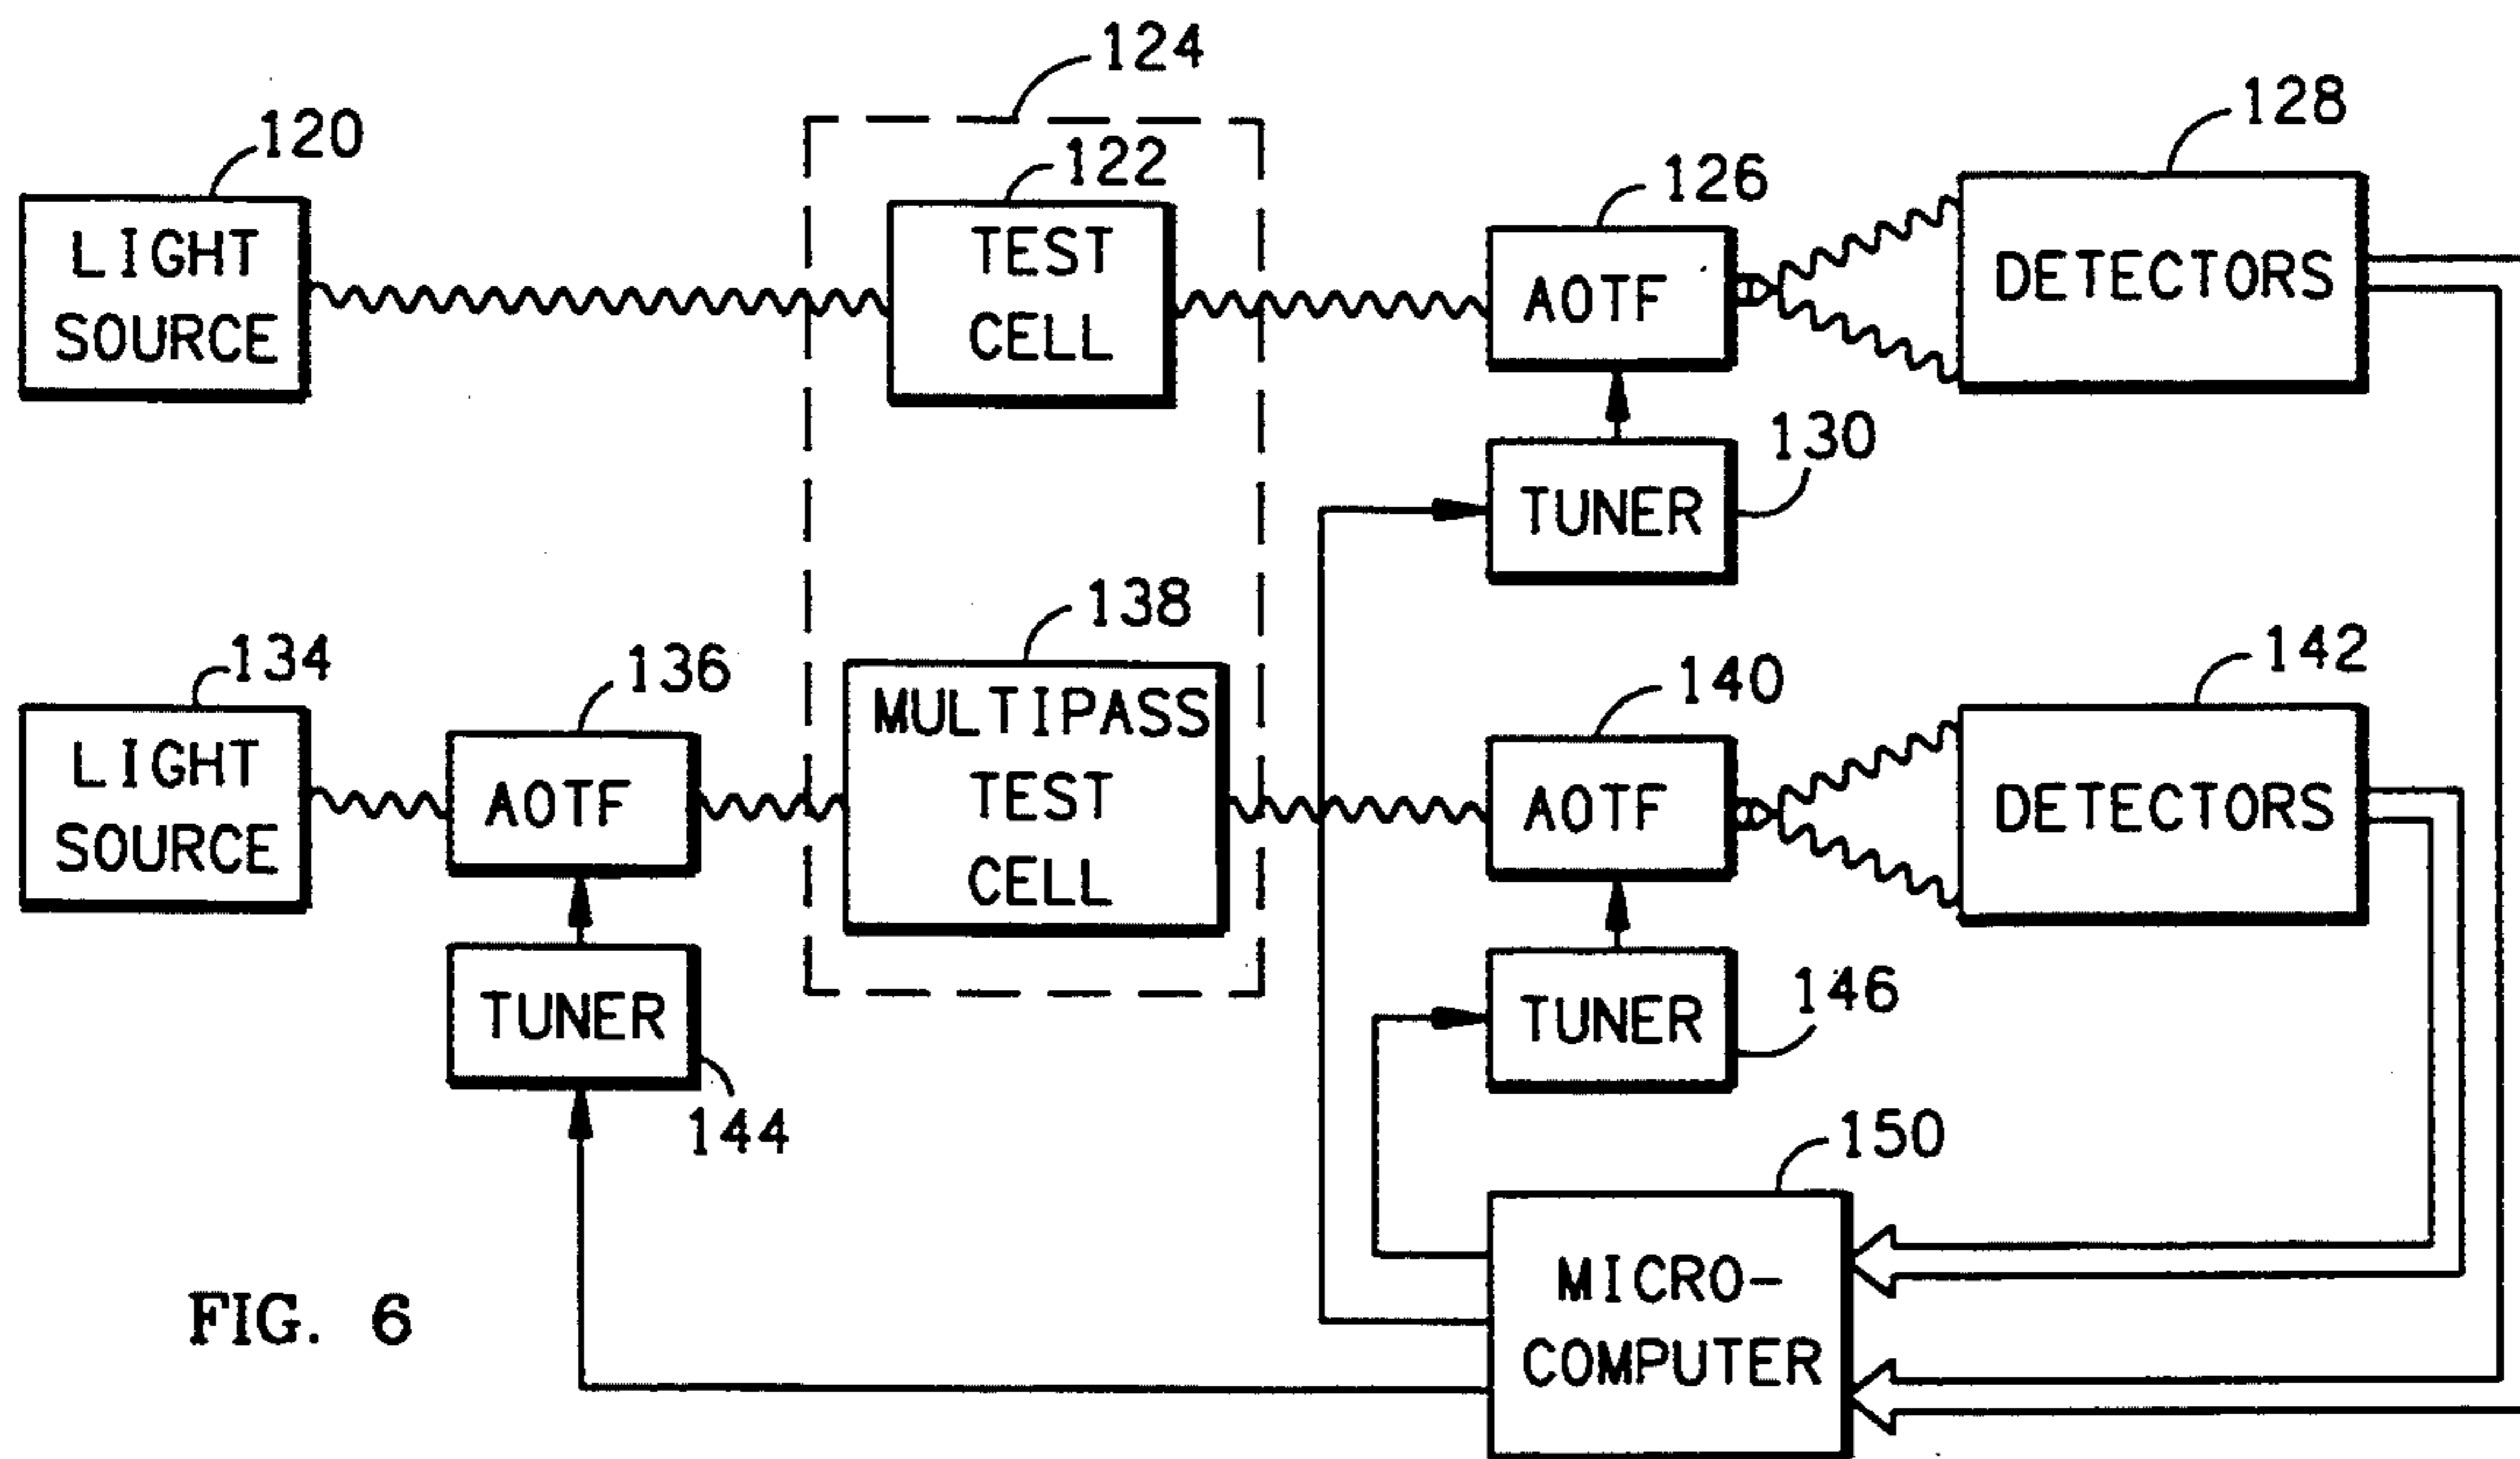 124
120
122
126
128
LIGHT
SOURCE
TEST
CELL
AOTF
DETECTORS
130
TUNER
134
136
138
140
142
LIGHT
SOURCE
AOTF
MULTIPASS
TEST
CELL
AOTF
DETECTORS
TUNER
144
TUNER
146
150
MICRO-
COMPUTER
FIG. 6